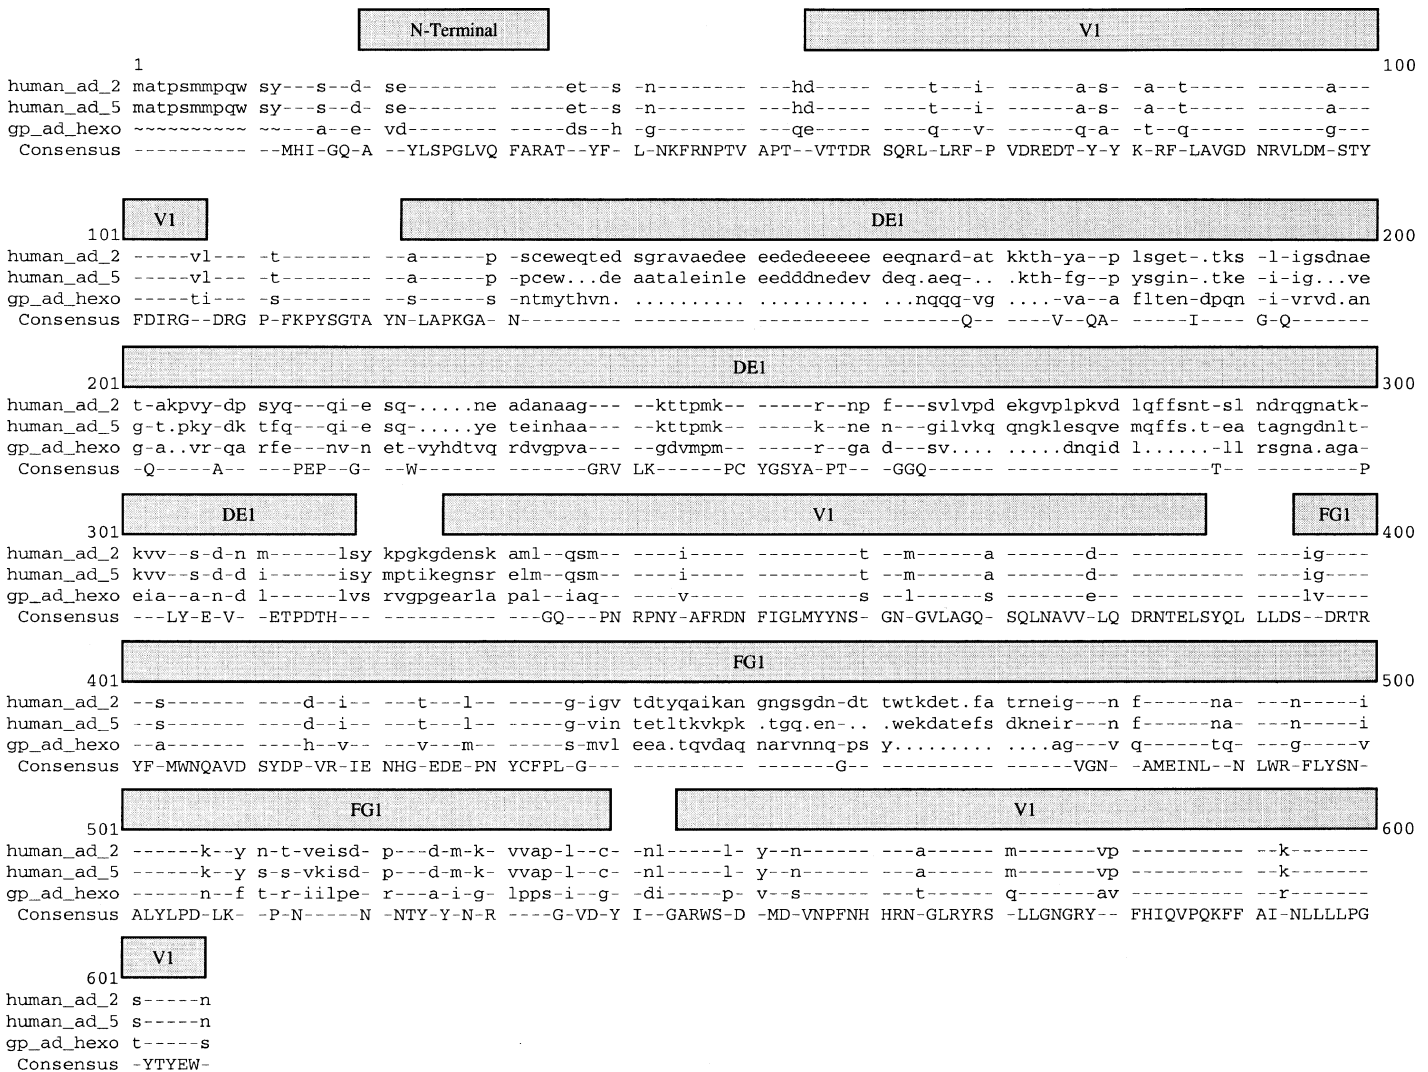 N-Terminal V1
1 100
human_ad_2 matpsmmpqw sy---s--d- se-------- -----et--s -n-------- ---hd----- ------t--- i--------- ------a-s- -a--t----- ------a---
human_ad_5 matpsmmpqw sy---s--d- se-------- -----et--s -n-------- ---hd----- ------t--- i--------- ------a-s- -a--t----- ------a---
gp_ad_hexo ~~~~~~~~~~ ~~---a--e- vd-------- -----ds--h -g-------- ---qe----- ------q--- v--------- ------q-a- -t--q----- ------g---
Consensus ---------- --MHI-GQ-A --YLSPGLVQ FARAT--YF- L-NKFRNPTV APT--VTTDR SQRLL-LRF-P VDREDT-Y-Y K-RF-LAVGD NRVLDM-STY
V1 DE1
101 200
human_ad_2 -----vl--- -t-------- --a------p -sceweqted sgravaedee eededeeeee eeqnard-at kkth-ya--p lsget-.tks -l-igsdnae
human_ad_5 -----vl--- -t-------- --a------p -pcew...de aataleinle eedddnedev deq.aeq-.. .kth-fg--p ysgin-.tke -i-ig...ve
gp_ad_hexo -----ti--- -s-------- --s------s -ntmythvn. .......... .......... ...nqqq-vg ....-va--a flten-dpqn -i-vrvd.an
Consensus FDIRG--DRG P-FKPYSGTA YN-LAPKGA- N--------- ---------- ---------- -------Q-- ----V--QA- -----I---- G-Q-------
DE1
201 300
human_ad_2 t-akpvy-dp syq---qi-e sq-.....ne adanaag--- -kttpmk--- -----r--np f---svlvpd ekgvplpkvd lqffsnt-sl ndrqgnatk-
human_ad_5 g-t.pky-dk tfq---qi-e sq-.....ye teinhaa--- -kttpmk--- -----k--ne n---gilvkq qngklesqve mqffs.t-ea tagngdnlt-
gp_ad_hexo g-a..vr-qa rfe---nv-n et-vyhdtvq rdvgpva--- -gdvmpm--- -----r--ga d---sv.... .....dnqid l.....-ll rsgna.aga-
Consensus -Q-----A-- ---PEP--G- --W------- -------GRV LK-----PC YGSYA-PT-- -GGQ------ ---------- -------T-- ---------P
DE1 V1 FG1
301 400
human_ad_2 kvv--s-d-n m------lsy kpgkgdensk aml--qsm-- -----i---- ---------t --m------a -------d-- ---------- -----ig---
human_ad_5 kvv--s-d-d i------isy mptikegnsr elm--qsm-- -----i---- ---------t --m------a -------d-- ---------- -----ig---
gp_ad_hexo eia--a-n-d l------lvs rvgpgearla pal--iaq-- -----v---- ---------s --l------s -------e-- ---------- -----lv---
Consensus ---LY-E-V- -ETPDTH--- ---------- ---GQ---PN RPNY-AFRDN FIGLMYYNS- GN-GVLAGQ- SQLNAVV-LQ DRNTELSYQL LLDS--DRTR
FG1
401 500
human_ad_2 --s------- -----d--i- ---t---l-- ------g-igv tdtyqaikan gngsgdn-dt twtkdet.fa trneig---n f------na- ---n-----i
human_ad_5 --s------- -----d--i- ---t---l-- ------g-vin tetltkvkpk .tgq.en-.. .wekdatefs dkneir---n f------na- ---n-----i
gp_ad_hexo --a------- -----h--v- ---v---m-- ------s-mvl eeea.tqvdaq narvnnq-ps y......... .....ag---v q------tq- ---g-----v
Consensus YF-MWNQAVD SYDP-VR-IE NHG-EDE-PN YCFPL-G--- ---------- -------G-- ---------- -------VGN -AMEINL--N LWR-FLYSN-
FG1 V1
501 600
human_ad_2 ------k--y n-t-veisd- p---d-m-k- vvap-l--c- -nl-----l- y--n------ ----a----- -m------vp ---------- ---k------
human_ad_5 ------k--y s-s-vkisd- p---d-m-k- vvap-l--c- -nl-----l- y--n------ ----a----- -m------vp ---------- ---k------
gp_ad_hexo ------n--f t-r-iilpe- r---a-i-g- lpps-i--g- -di-----p- v--s------ ----t----- -q------av ---------- ---r------
Consensus ALYLPD-LK- -P-N-----N -NTY-Y-N-R ----G-VD-Y I--GARWS-D -MD-VNPFNH HRN-GLRYRS -LLGNGRY-- FHIQVPQKFF AI-NLLLLPG
V1
601
human_ad_2 s-----n
human_ad_5 s-----n
gp_ad_hexo t-----s
Consensus -YTYEW-